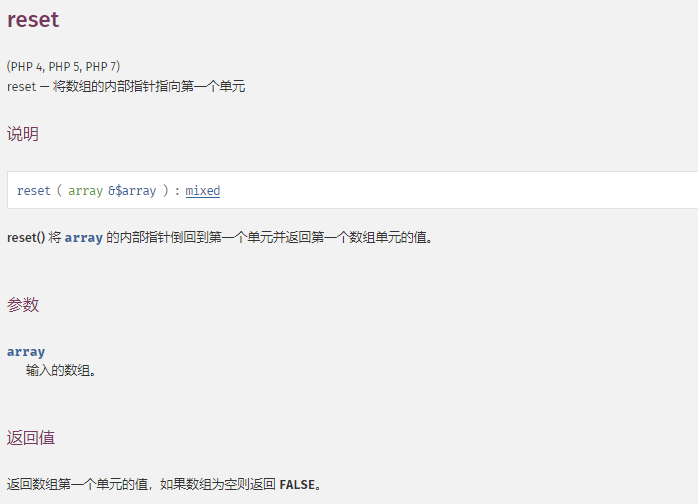 reset
(PHP 4, PHP 5, PHP 7)
reset — 将数组的内部指针指向第一个单元
说明
reset ( array &$array ) : mixed
reset() 将 array 的内部指针倒回到第一个单元并返回第一个数组单元的值。
参数
array
输入的数组。
返回值
返回数组第一个单元的值，如果数组为空则返回 FALSE。